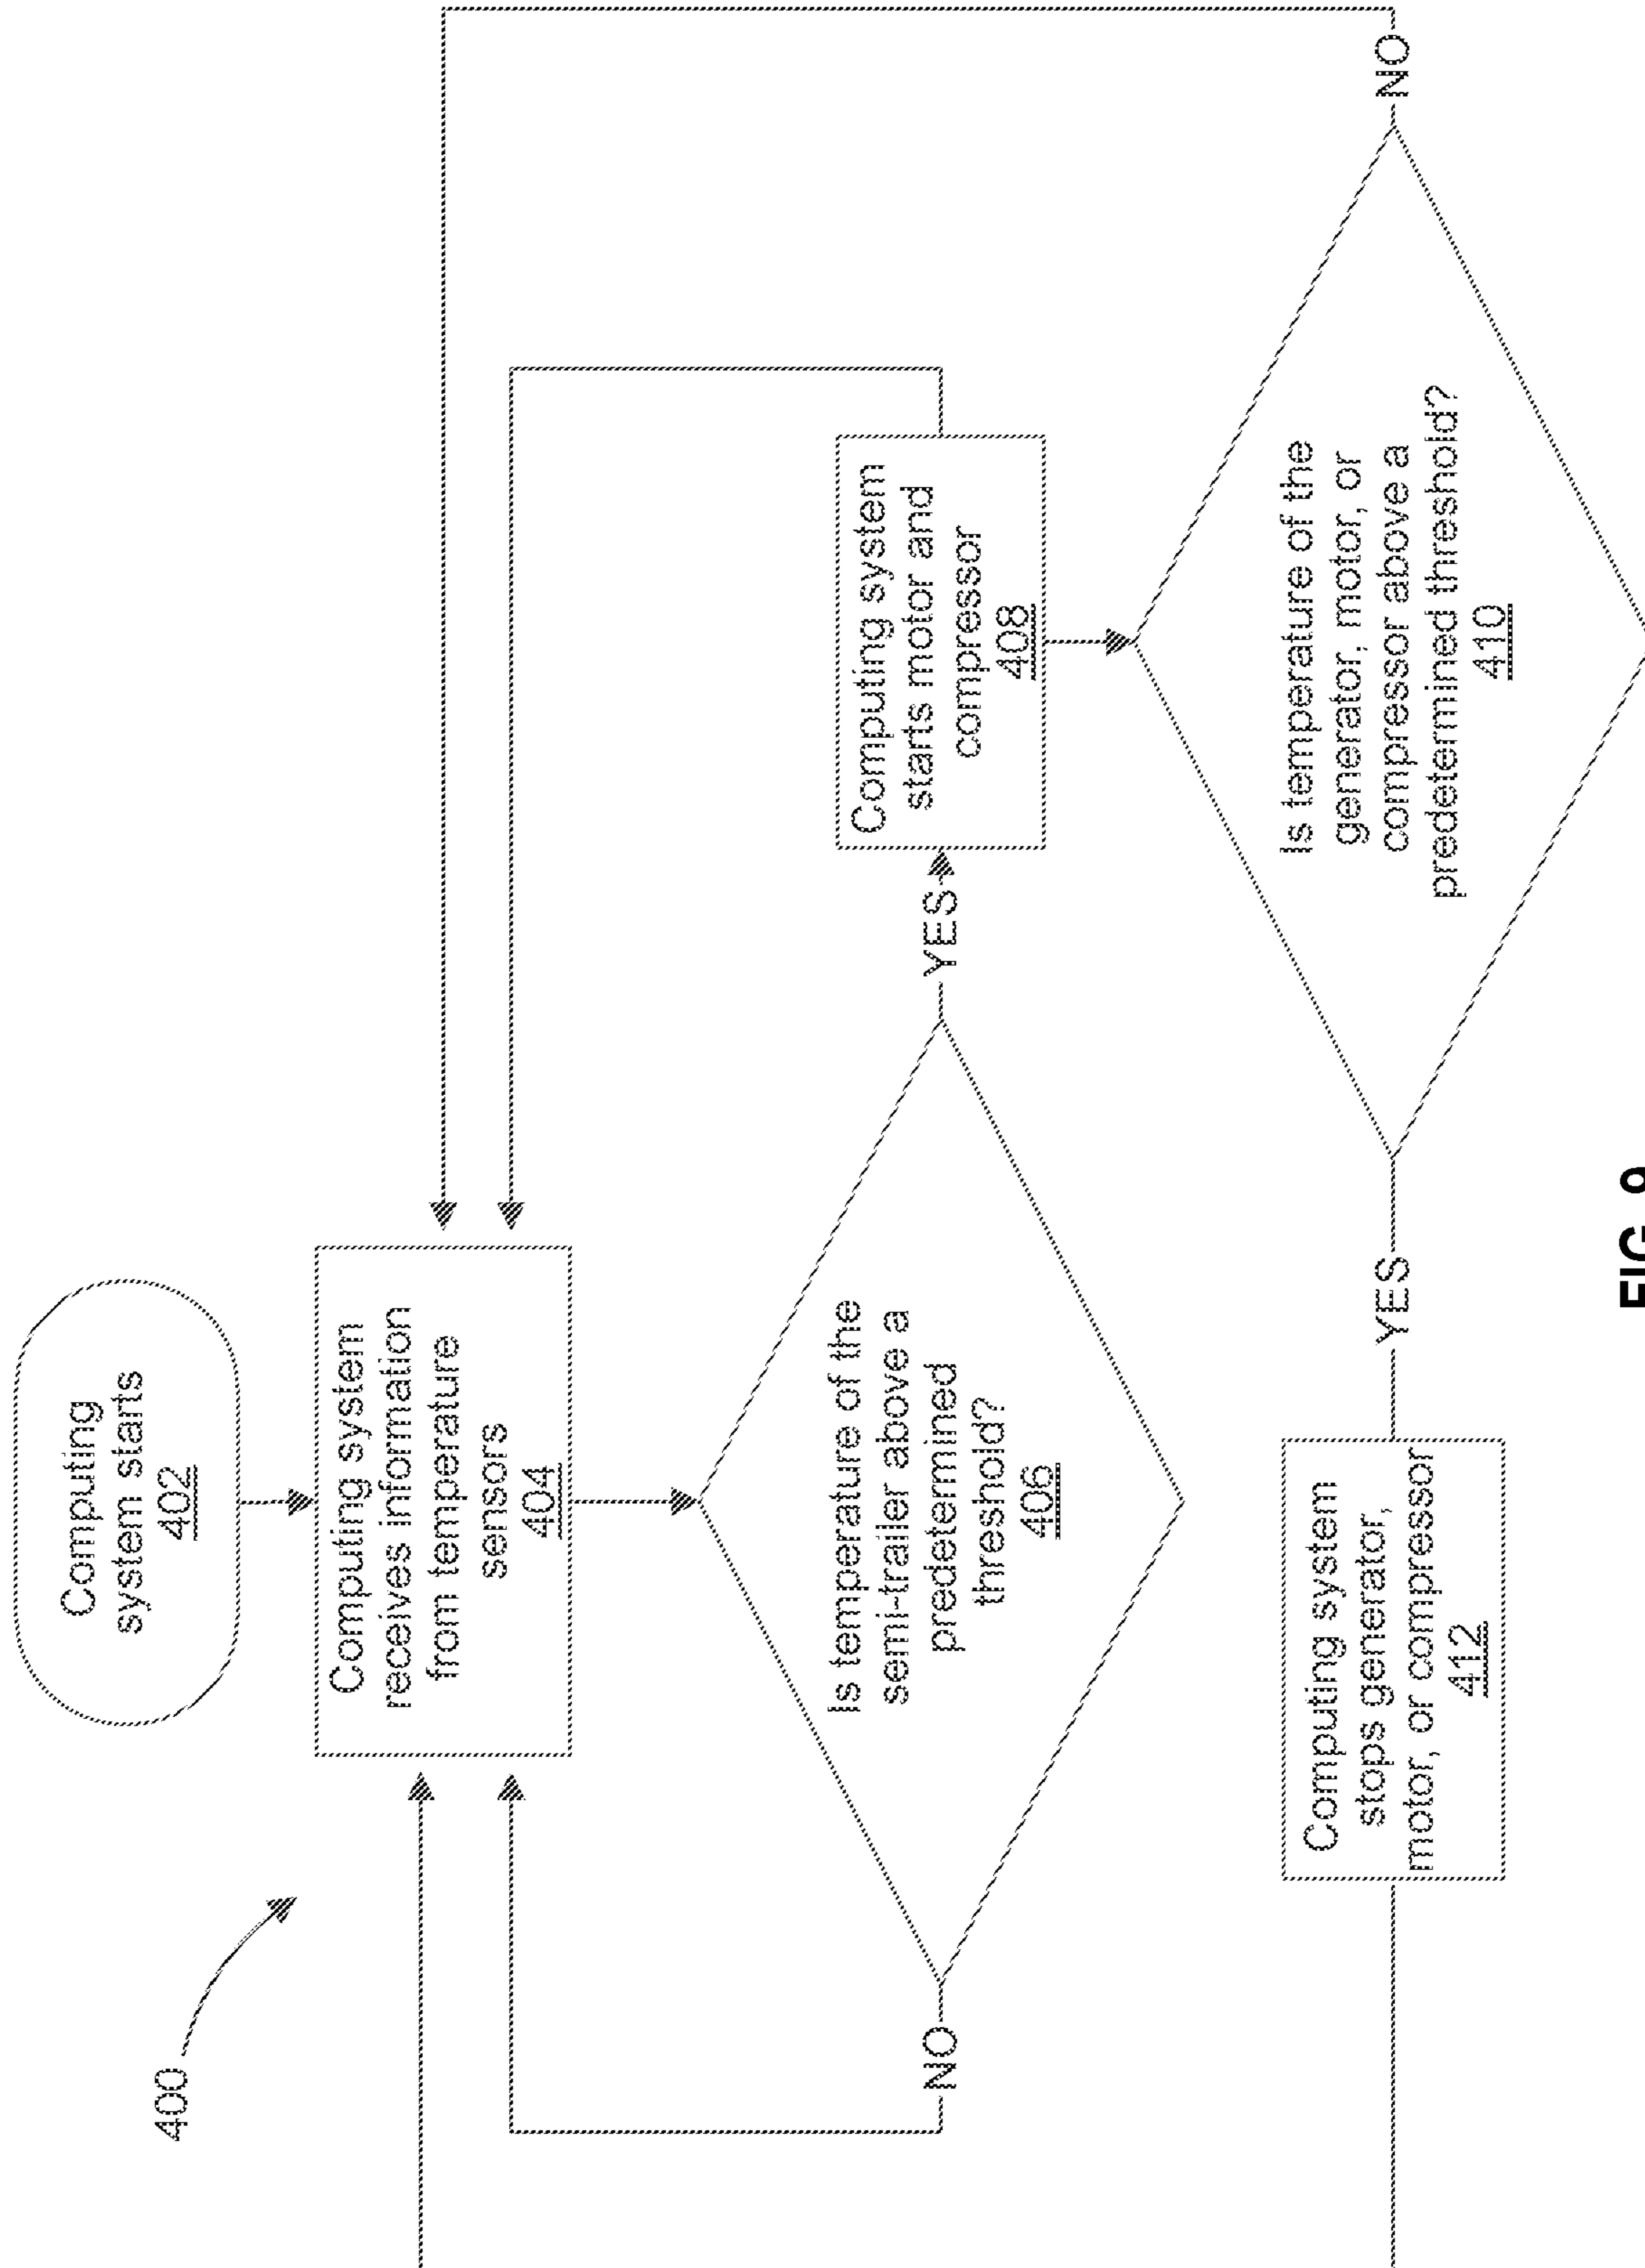 400
Computing
system starts
402
Computing system
receives information
from temperature
sensors
404
Is temperature of the
semi-trailer above a
predetermined
threshold?
406
NO
YES
Computing system
starts motor and
compressor
408
Is temperature of the
generator, motor, or
compressor above a
predetermined threshold?
410
NO
YES
Computing system
stops generator,
motor, or compressor
412
FIG. 9